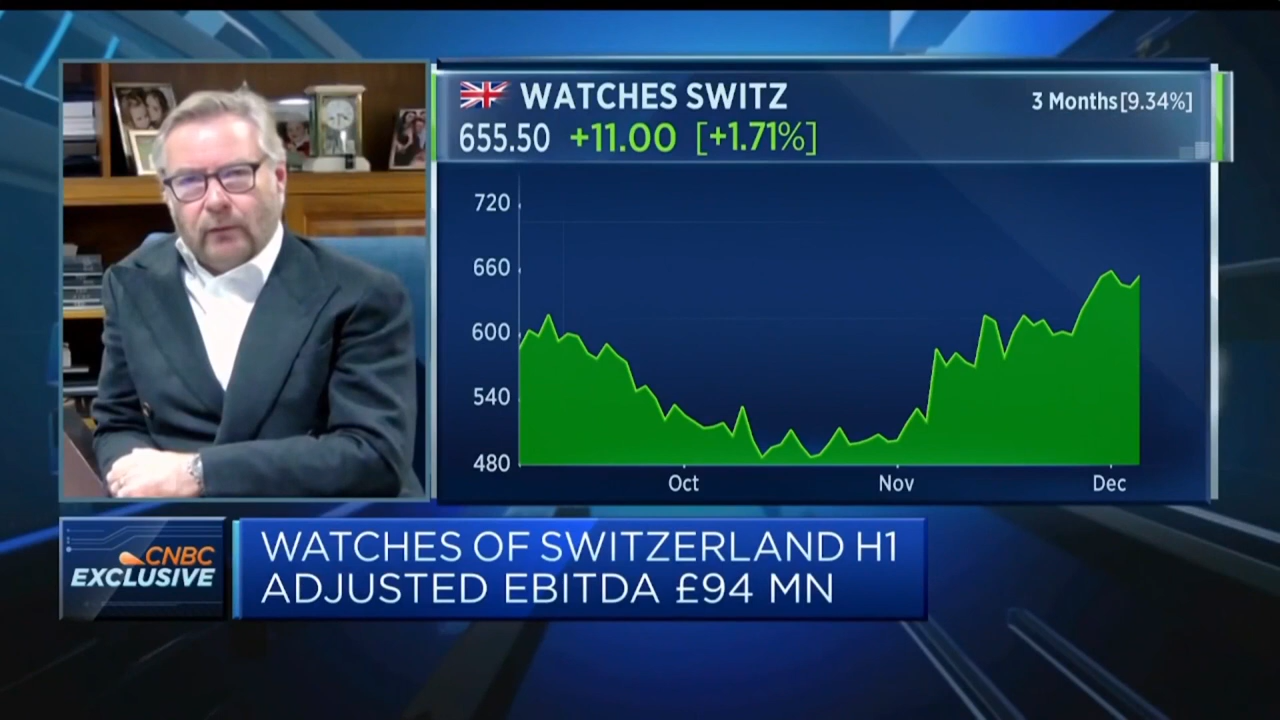 WATCHES SWITZ
3 Months[9.34%]
655.50 +11.00 [+1.71%]
720
660
600
540
480
Oct Nov Dec
CNBC
EXCLUSIVE
WATCHES OF SWITZERLAND H1
ADJUSTED EBITDA £94 MN